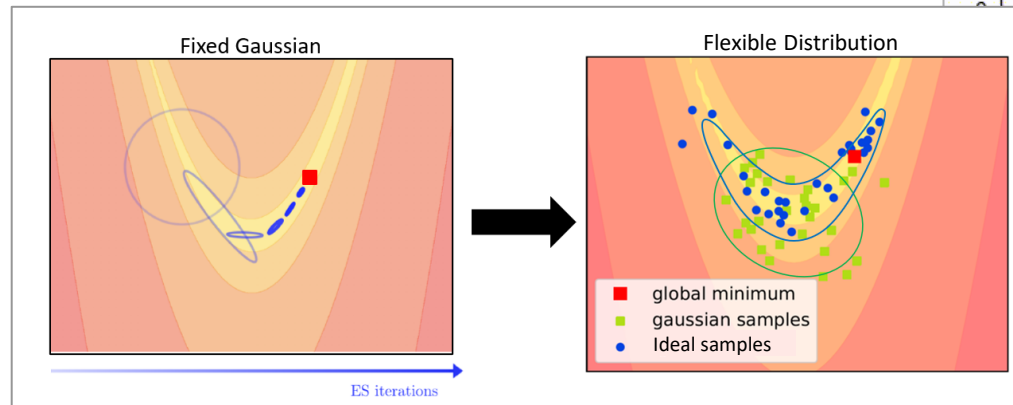 Fixed Gaussian
Flexible Distribution
global minimum
gaussian samples
Ideal samples
ES iterations